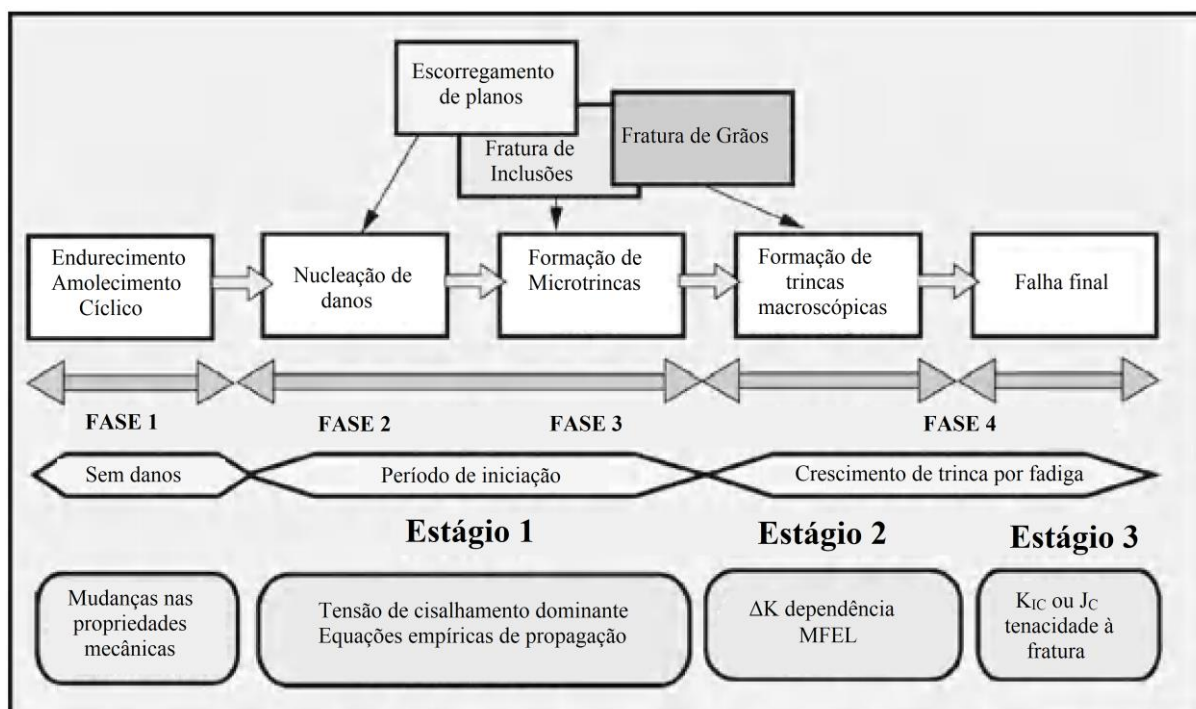 Escorregamento
de planos
Fratura de
Inclusões
Fratura de Grãos
Endurecimento
Amolecimento
Cíclico
Nucleação de
danos
Formação de
Microtrincas
Formação de
trincas
macroscópicas
Falha final
FASE 1
FASE 2
FASE 3
FASE 4
Sem danos
Período de iniciação
Crescimento de trinca por fadiga
Estágio 1
Estágio 2
Estágio 3
Mudanças nas
propriedades
mecânicas
Tensão de cisalhamento dominante
Equações empíricas de propagação
ΔK dependência
MFEL
KIC ou JC
tenacidade à
fratura